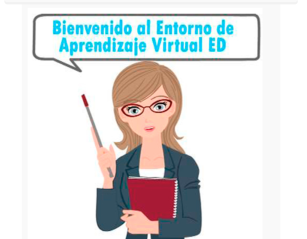 Bienvenido al Entorno de
Aprendizaje Virtual ED